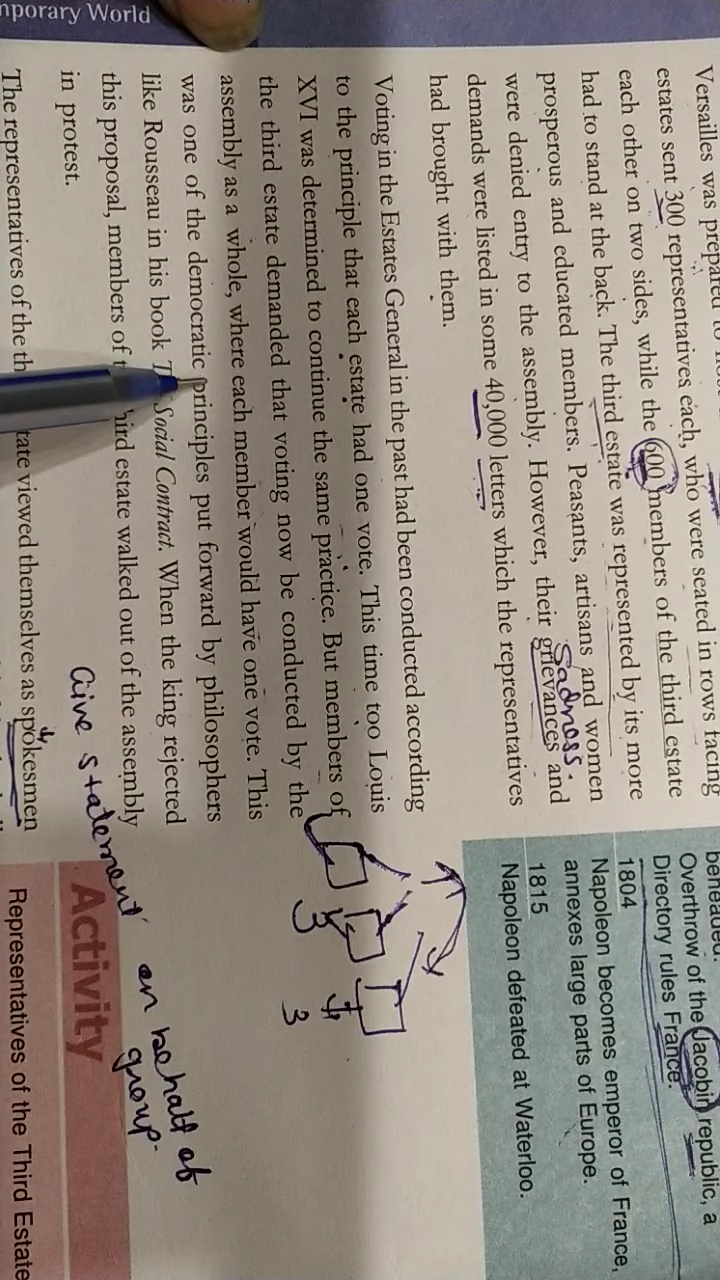 mporary World
Versailles was prepared to
estates sent 300 representatives each, who were seated in rows facing
each other on two sides, while the 600 members of the third estate
had to stand at the back. The third estate was represented by its more
prosperous and educated members. Peasants, artisans and women
Sadness.
were denied entry to the assembly. However, their grievances and
demands were listed in some 40,000 letters which the representatives
had brought with them.
Voting in the Estates General in the past had been conducted according
to the principle that each estate had one vote. This time too Louis
XVI was determined to continue the same practice. But members of
the third estate demanded that voting now be conducted by the
assembly as a whole, where each member would have one vote. This
was one of the democratic principles put forward by philosophers
like Rousseau in his book Social Contract. When the king rejected
this proposal, members of third estate walked out of the assembly
in protest.
The representatives of the viewed themselves as spokesmen
Give statement on behalf of
group.
3
3
beheaded.
Overthrow of the Jacobin republic, a
Directory rules France.
1804
Napoleon becomes emperor of France,
annexes large parts of Europe.
1815
Napoleon defeated at Waterloo.
Activity
Representatives of the Third Estate